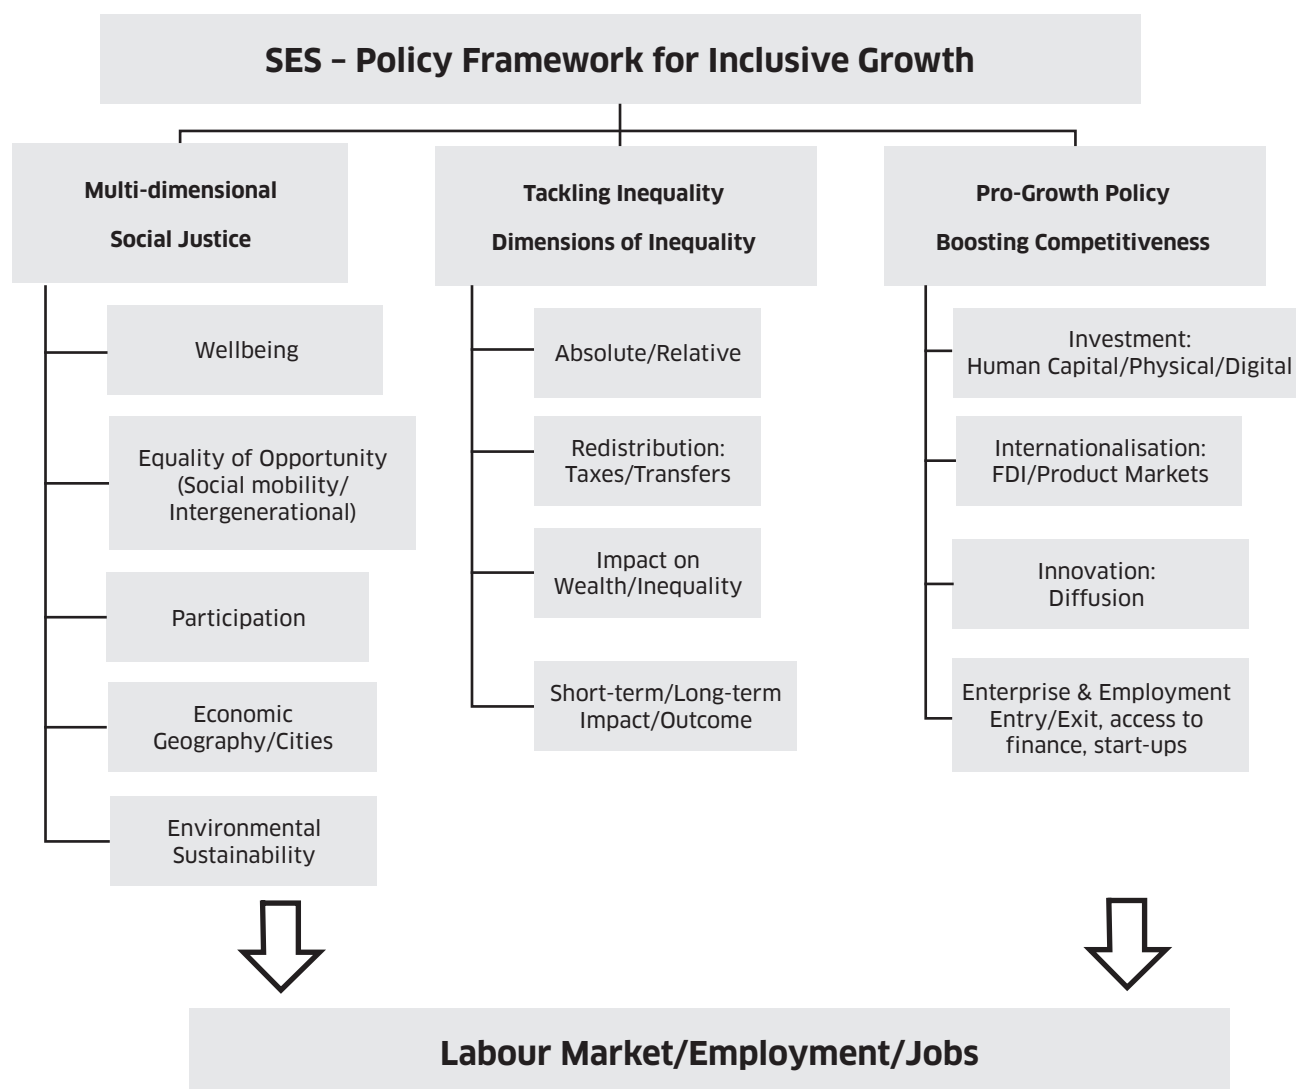 SES – Policy Framework for Inclusive Growth
Multi-dimensional
Social Justice
Wellbeing
Equality of Opportunity
(Social mobility/
Intergenerational)
Participation
Economic
Geography/Cities
Environmental
Sustainability
Tackling Inequality
Dimensions of Inequality
Absolute/Relative
Redistribution:
Taxes/Transfers
Impact on
Wealth/Inequality
Short-term/Long-term
Impact/Outcome
Pro-Growth Policy
Boosting Competitiveness
Investment:
Human Capital/Physical/Digital
Internationalisation:
FDI/Product Markets
Innovation:
Diffusion
Enterprise & Employment
Entry/Exit, access to
finance, start-ups
Labour Market/Employment/Jobs